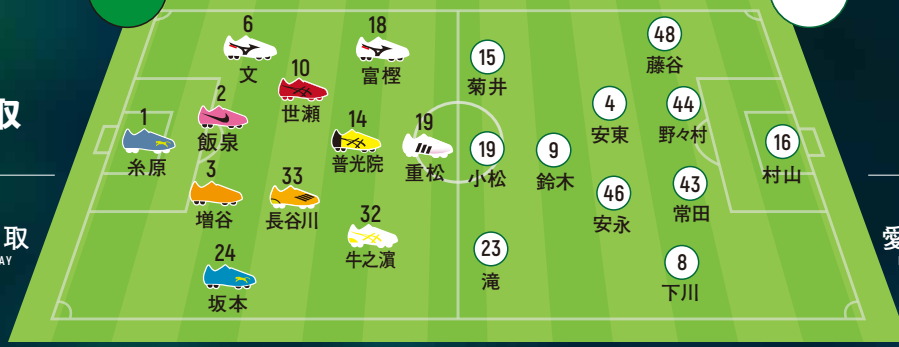 取
取
AY
愛
6
文
18
富樫
10
世瀬
2
飯泉
1
糸原
14
普光院
19
重松
3
増谷
33
長谷川
32
牛之濵
24
坂本
15
菊井
48
藤谷
4
安東
44
野々村
19
小松
9
鈴木
16
村山
46
安永
43
常田
23
滝
8
下川